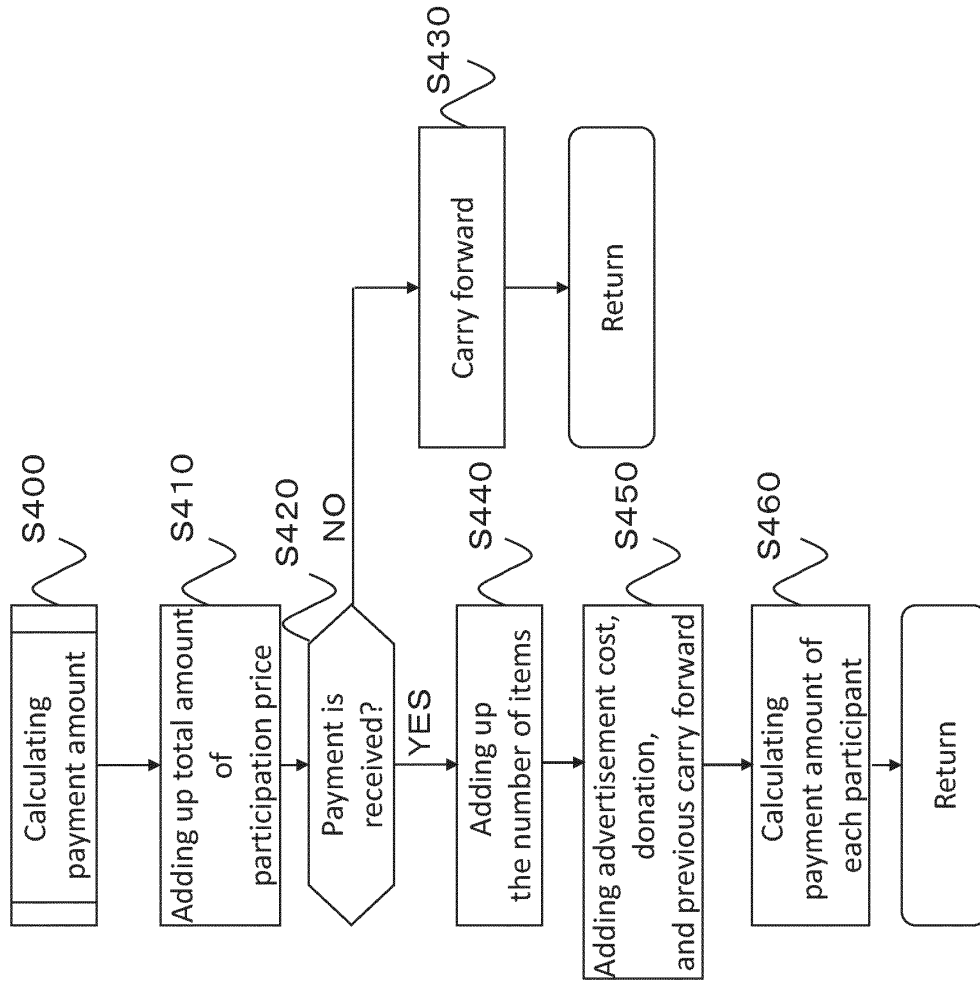 S400
Calculating
payment amount
S410
Adding up total amount
of
participation price
S420
Payment is
received?
NO
YES
S430
Carry forward
Return
S440
Adding up
the number of items
S450
Adding advertisement cost,
donation,
and previous carry forward
S460
Calculating
payment amount of
each participant
Return